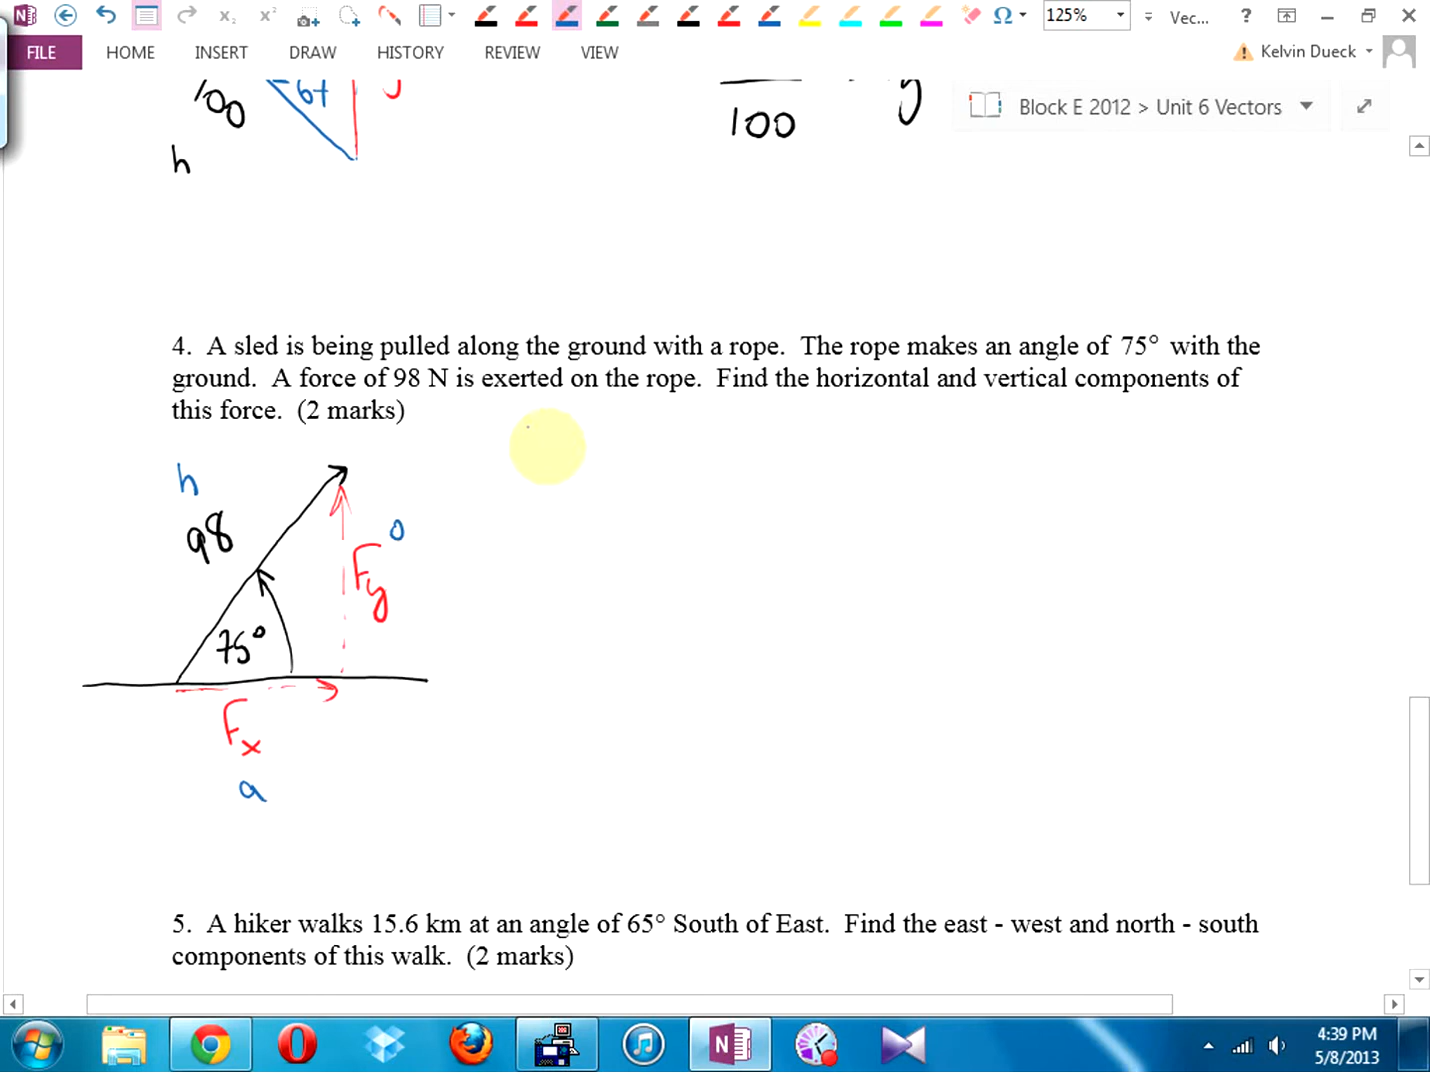 x₂ x² 125% Vec... ?
FILE HOME INSERT DRAW HISTORY REVIEW VIEW Kelvin Dueck
100 67
h
100 y
Block E 2012 > Unit 6 Vectors
4. A sled is being pulled along the ground with a rope. The rope makes an angle of 75° with the
ground. A force of 98 N is exerted on the rope. Find the horizontal and vertical components of
this force. (2 marks)
h
98
o
Fy
75°
Fx
a
5. A hiker walks 15.6 km at an angle of 65° South of East. Find the east - west and north - south
components of this walk. (2 marks)
4:39 PM
5/8/2013